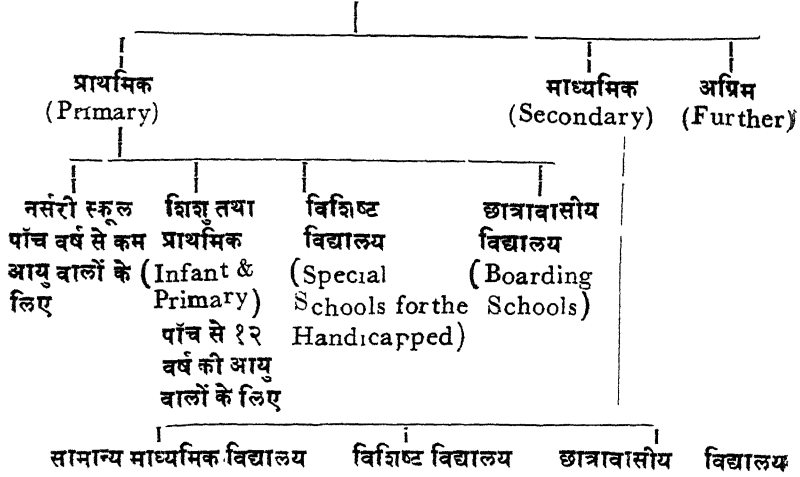 प्राथमिक माध्यमिक अग्रिम
(Primary) (Secondary) (Further)
नर्सरी स्कूल शिशु तथा विशिष्ट छात्रावासीय
पॉच वर्ष से कम प्राथमिक विद्यालय विद्यालय
आयु वालों के (Infant & (Special (Boarding
लिए Primary) Schools for the Schools)
पॉच से १२ Handicapped)
वर्ष की आयु
वालों के लिए
सामान्य माध्यमिक विद्यालय विशिष्ट विद्यालय छात्रावासीय विद्यालय